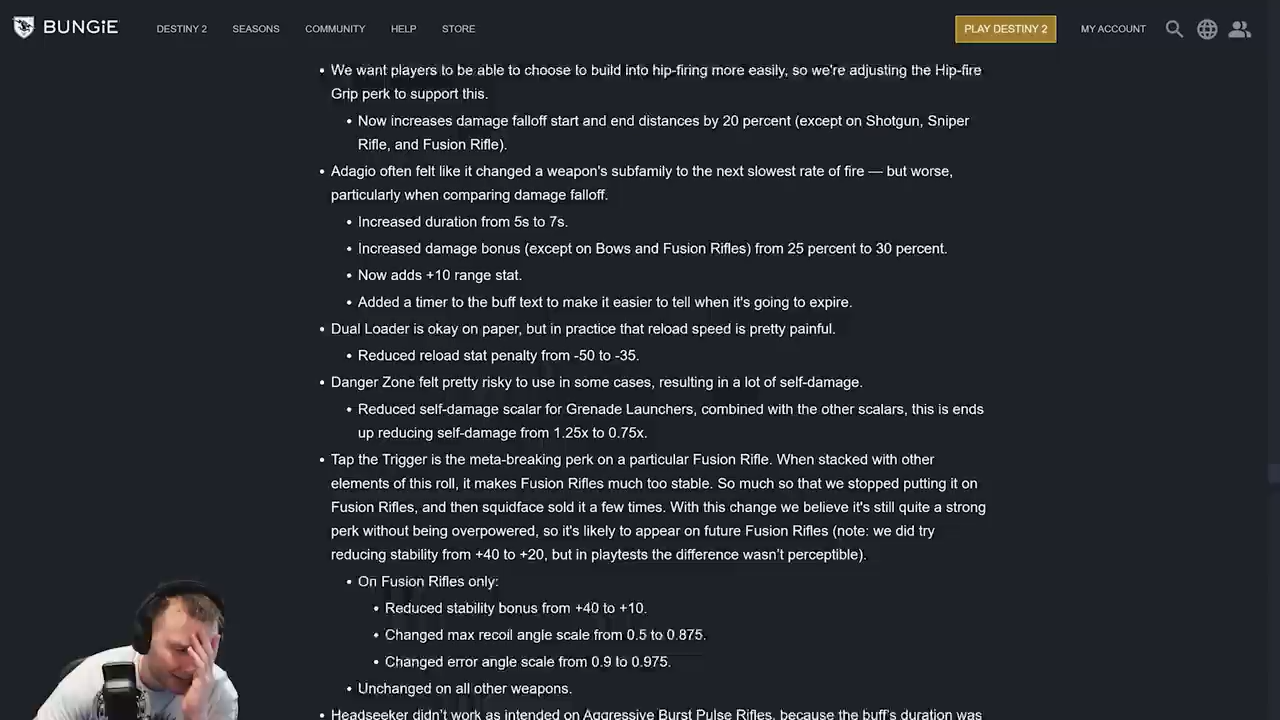 BUNGiE
DESTINY 2
SEASONS
COMMUNITY
HELP
STORE
PLAY DESTINY 2
MY ACCOUNT
• We want players to be able to choose to build into hip-firing more easily, so we're adjusting the Hip-fire
Grip perk to support this.
• Now increases damage falloff start and end distances by 20 percent (except on Shotgun, Sniper
Rifle, and Fusion Rifle).
• Adagio often felt like it changed a weapon's subfamily to the next slowest rate of fire — but worse,
particularly when comparing damage falloff.
• Increased duration from 5s to 7s.
• Increased damage bonus (except on Bows and Fusion Rifles) from 25 percent to 30 percent.
• Now adds +10 range stat.
• Added a timer to the buff text to make it easier to tell when it's going to expire.
• Dual Loader is okay on paper, but in practice that reload speed is pretty painful.
• Reduced reload stat penalty from -50 to -35.
• Danger Zone felt pretty risky to use in some cases, resulting in a lot of self-damage.
• Reduced self-damage scalar for Grenade Launchers, combined with the other scalars, this is ends
up reducing self-damage from 1.25x to 0.75x.
• Tap the Trigger is the meta-breaking perk on a particular Fusion Rifle. When stacked with other
elements of this roll, it makes Fusion Rifles much too stable. So much so that we stopped putting it on
Fusion Rifles, and then squidface sold it a few times. With this change we believe it's still quite a strong
perk without being overpowered, so it's likely to appear on future Fusion Rifles (note: we did try
reducing stability from +40 to +20, but in playtests the difference wasn't perceptible).
• On Fusion Rifles only:
• Reduced stability bonus from +40 to +10.
• Changed max recoil angle scale from 0.5 to 0.875.
• Changed error angle scale from 0.9 to 0.975.
• Unchanged on all other weapons.
• Headseeker didn't work as intended on Aggressive Burst Pulse Rifles, because the buff's duration was